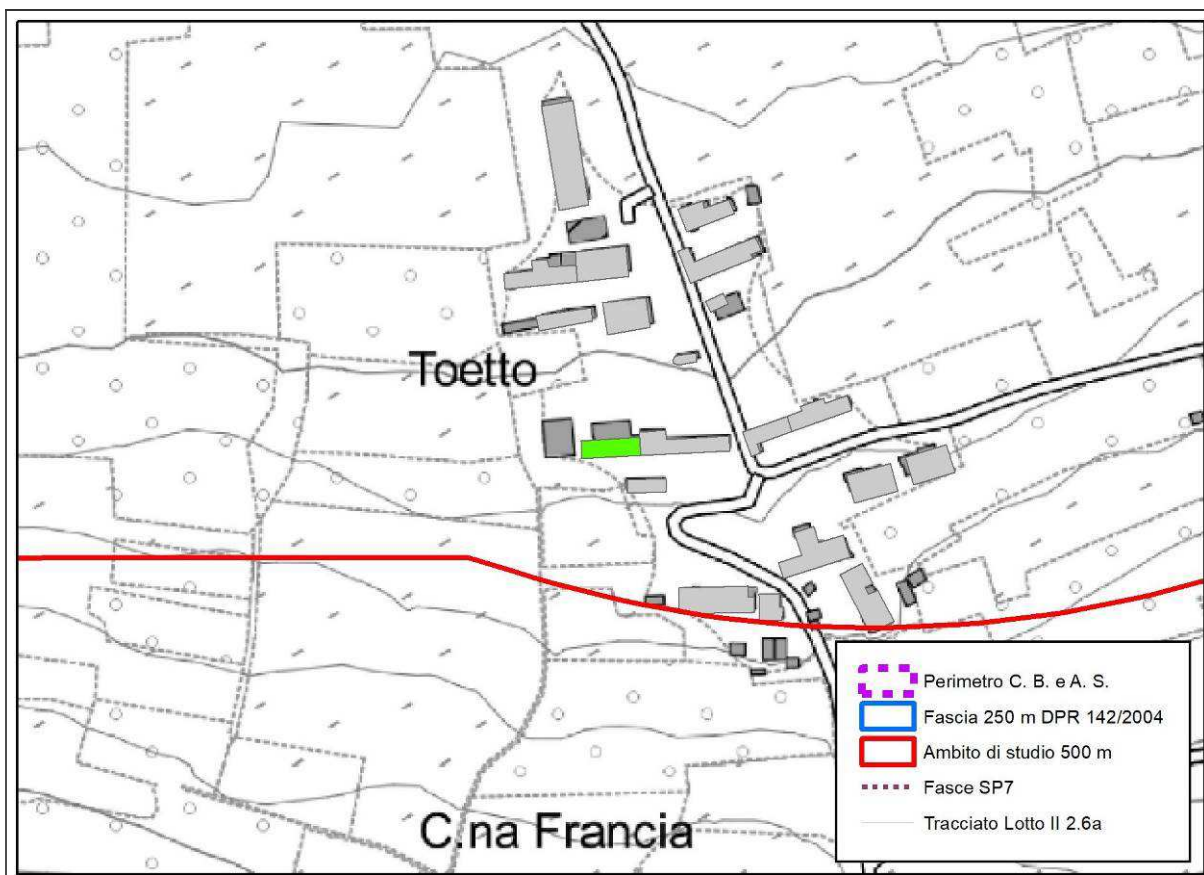 Toetto
C.na Francia
Perimetro C. B. e A. S.
Fascia 250 m DPR 142/2004
Ambito di studio 500 m
Fasce SP7
Tracciato Lotto II 2.6a